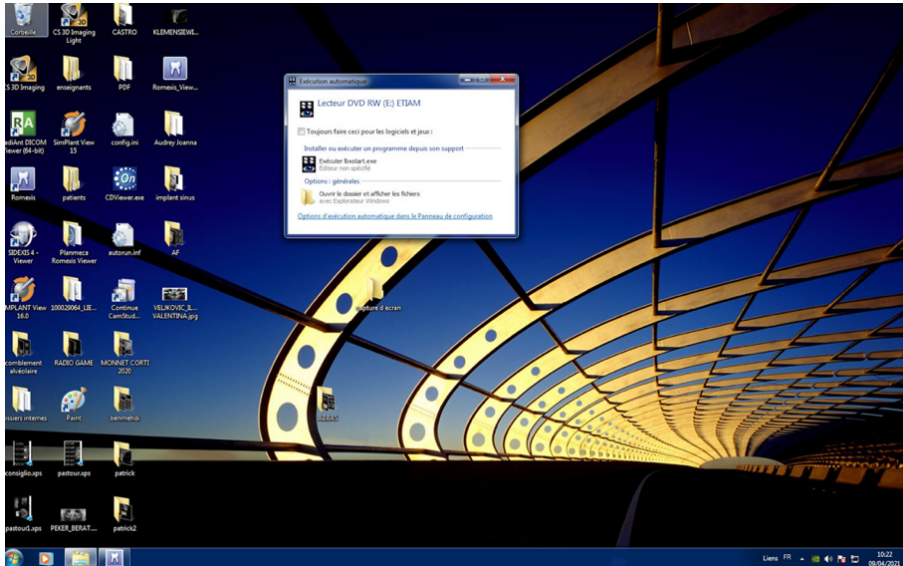 Corbeille
CS 3D Imaging
Light
CASTRO
KLEMENSIEWI...
CS 3D Imaging
enseignants
PDF
Romexis_View...
RadiAnt DICOM
Viewer (64-bit)
SimPlant View
15
config.ini
Audrey Joanna
Romexis
patients
CDViewer.exe
implant sinus
SIDEXIS 4 -
Viewer
Planmeca
Romexis Viewer
autorun.inf
AF
SIMPLANT View
16.0
100029064_LIE...
Continue
CamStud...
VELJKOVIC_IL...
VALENTINA.jpg
comblement
alvéolaire
RADIO GAME
MONNET CORTI
2020
dossiers internes
Paint
benmehdi
consiglio.xps
pastour.xps
patrick
pastour1.xps
PEKER_BERAT....
patrick2
Exécution automatique
Lecteur DVD RW (E:) ETIAM
Toujours faire ceci pour les logiciels et jeux :
Installer ou exécuter un programme depuis son support
Exécuter
Éditeur non spécifié
Options : générales
Ouvrir le dossier et afficher les fichiers
avec Explorateur Windows
Options d'exécution automatique dans le Panneau de configuration
capture d écran
ABBAS
Liens
FR
10:22
09/04/2021